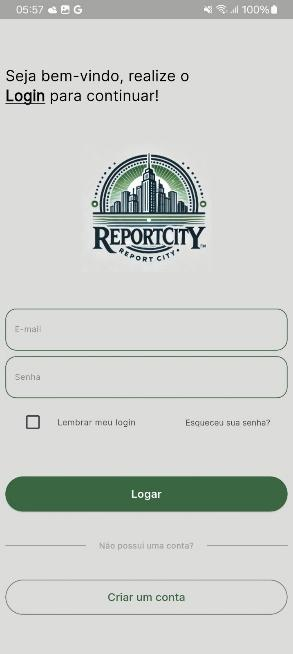 05:57 G 100%
Seja bem-vindo, realize o
Login para continuar!
REPORTCITY™
REPORT CITY
E-mail
Senha
Lembrar meu login Esqueceu sua senha?
Logar
Não possui uma conta?
Criar um conta